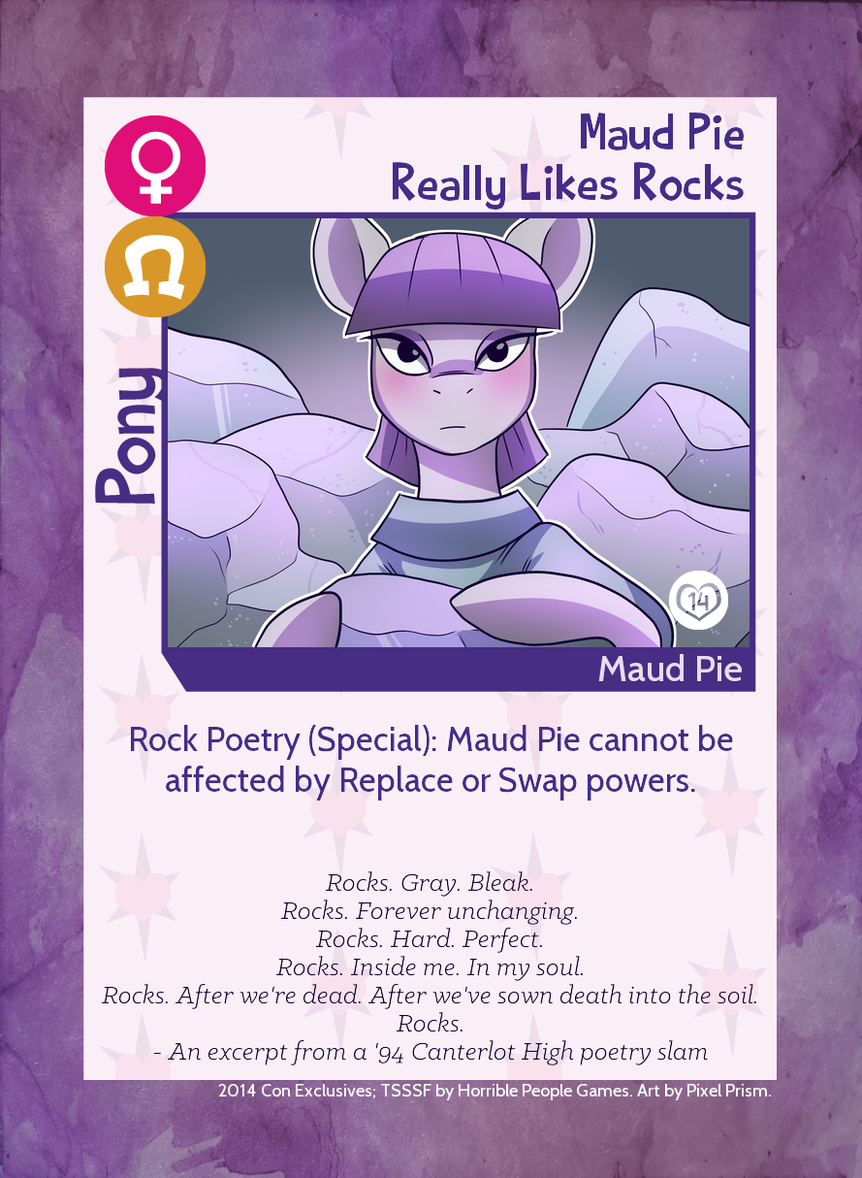 Maud Pie
Really Likes Rocks
Pony
14
Maud Pie
Rock Poetry (Special): Maud Pie cannot be
affected by Replace or Swap powers.
Rocks. Gray. Bleak.
Rocks. Forever unchanging.
Rocks. Hard. Perfect.
Rocks. Inside me. In my soul.
Rocks. After we're dead. After we've sown death into the soil.
Rocks.
- An excerpt from a '94 Canterlot High poetry slam
2014 Con Exclusives; TSSSF by Horrible People Games. Art by Pixel Prism.